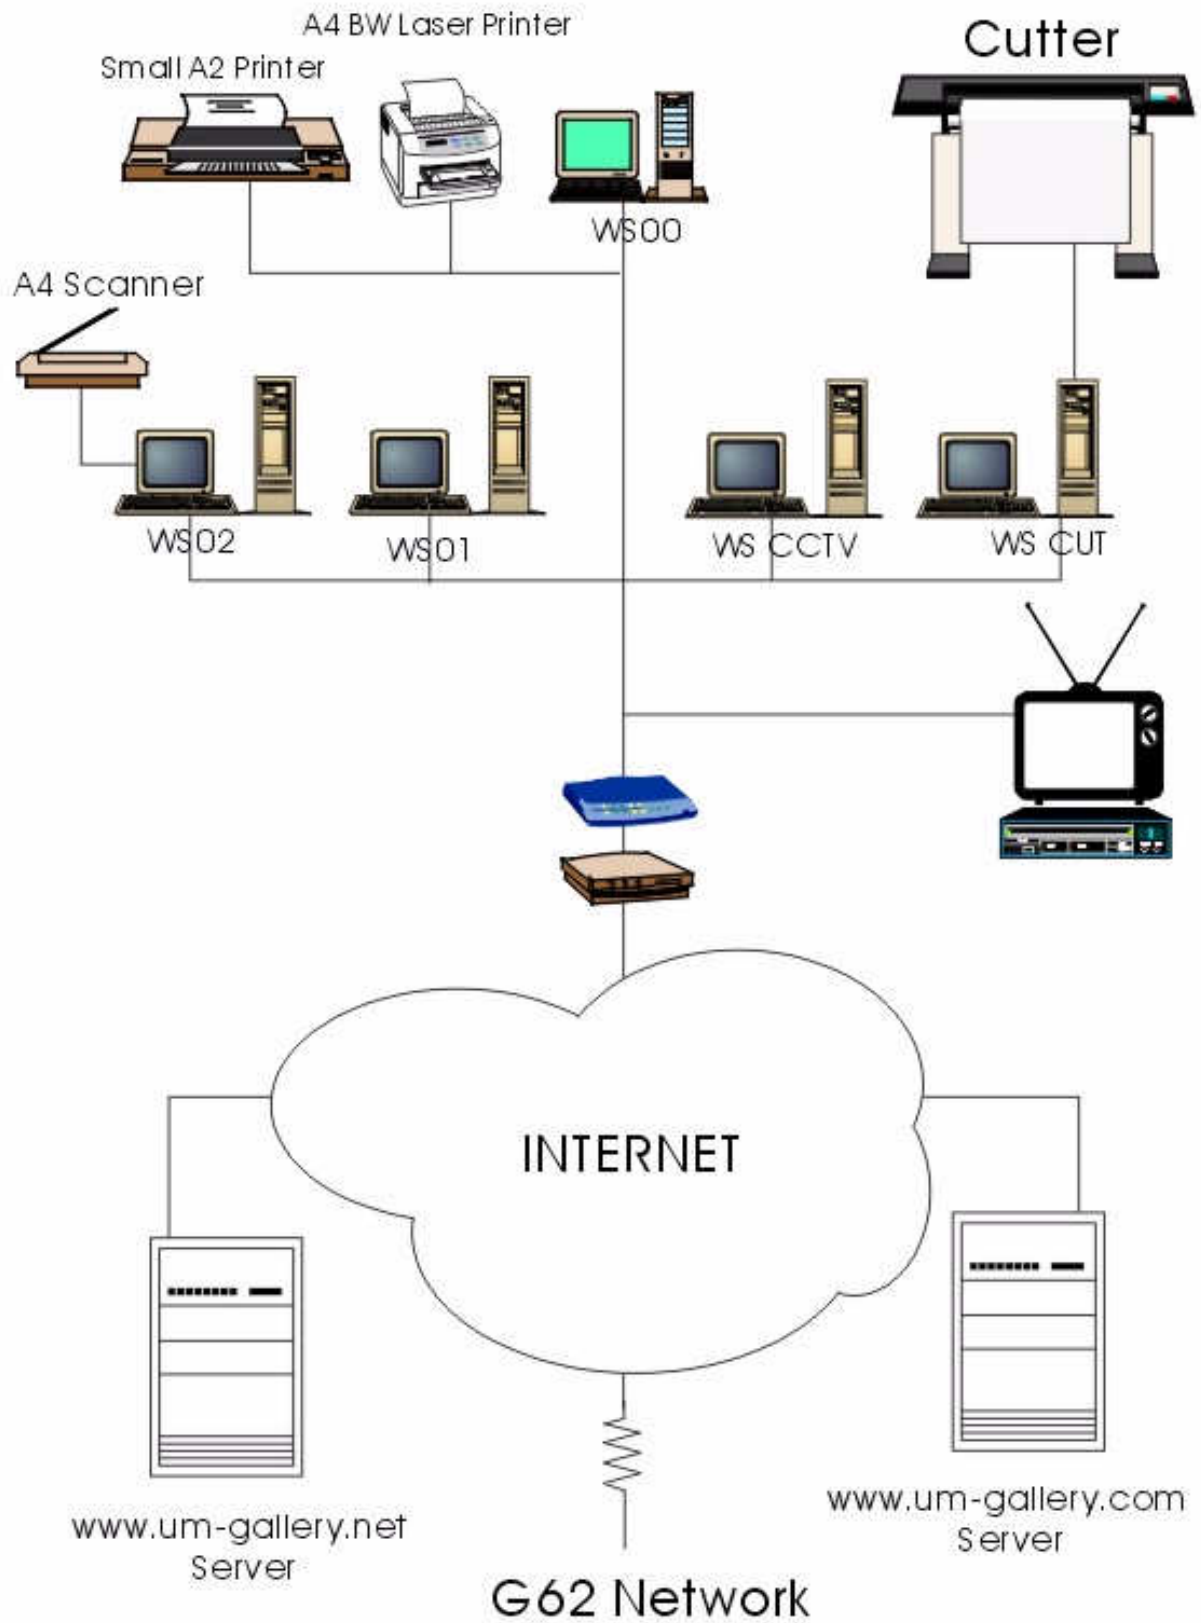 A4 BW Laser Printer
Cutter
Small A2 Printer
WS00
A4 Scanner
WS02
WS01
WS CCTV
WS CUT
INTERNET
www.um-gallery.net
Server
www.um-gallery.com
Server
G62 Network